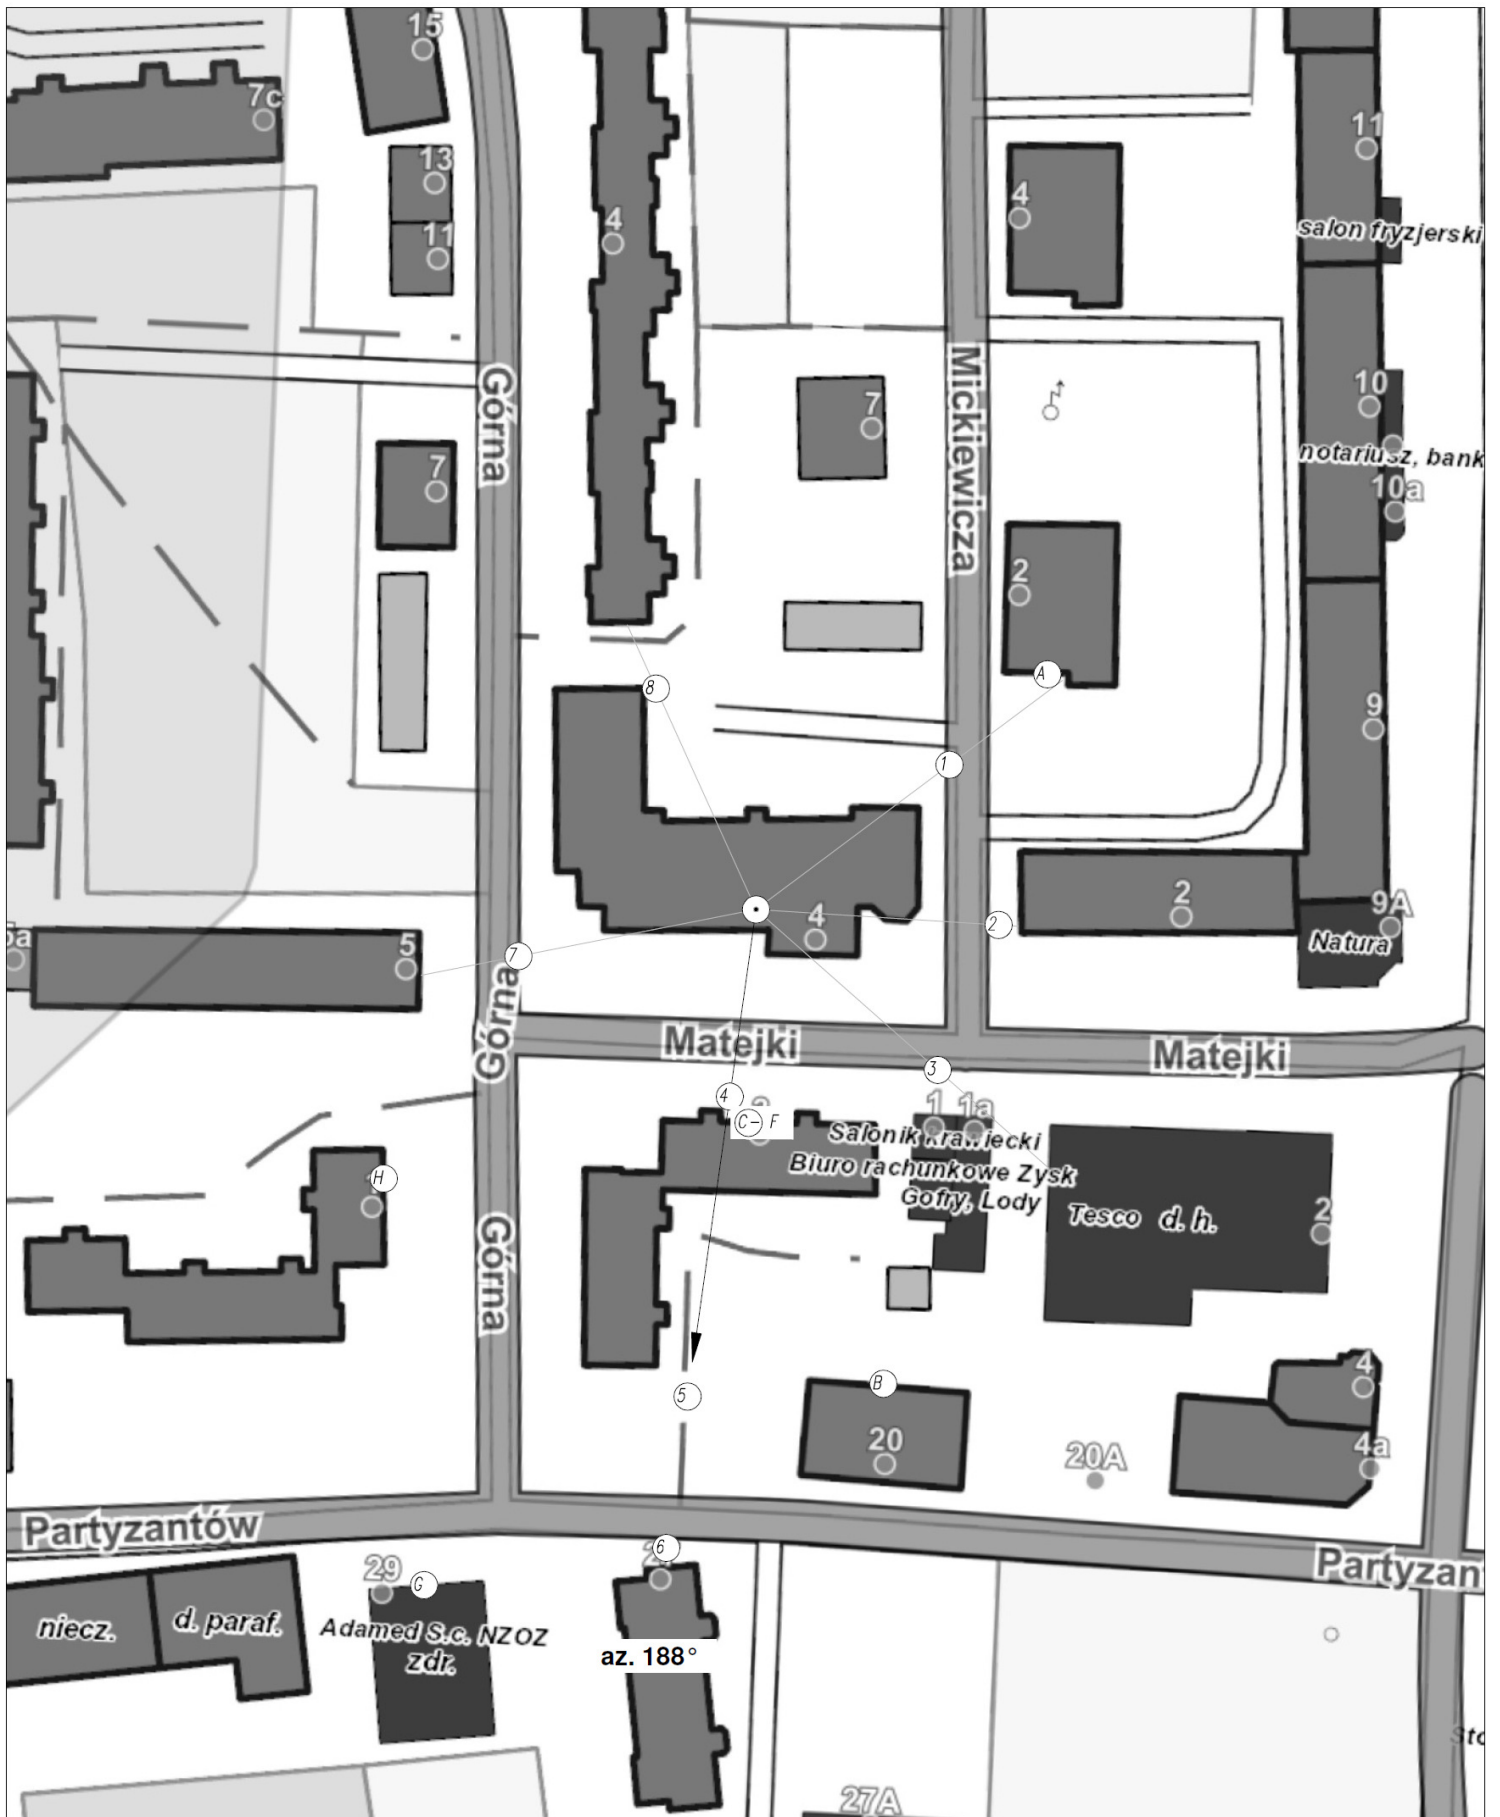 15
7c
13
11
4
4
11
salon fryzjerski
Górna
Mickiewicza
7
7
10
notariusz, bank
10a
2
A
8
1
9
4
2
2
9A
Natura
5a
5
7
Górna
Matejki
Matejki
3
4
C- F
1
1a
Salonik krawiecki
Biuro rachunkowe Zysk
Gofry, Lody
Tesco d. h.
2
H
Górna
5
B
20
20A
4
4a
Partyzantów
6
Partyzant
29
G
niecz.
d. paraf.
Adamed S.c. NZOZ
zdr.
az. 188°
Sto
27A